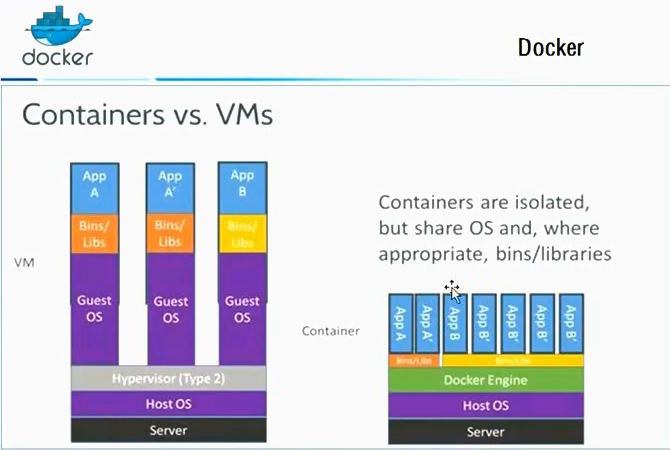 docker
Docker
Containers vs. VMs
VM
App
A
App
A'
App
B
Bins/
Libs
Bins/
Libs
Bins/
Libs
Guest
OS
Guest
OS
Guest
OS
Hypervisor (Type 2)
Host OS
Server
Containers are isolated,
but share OS and, where
appropriate, bins/libraries
Container
App A
App A'
App B
App B'
App B'
App B'
App B'
Bins/Libs
Bins/Libs
Docker Engine
Host OS
Server